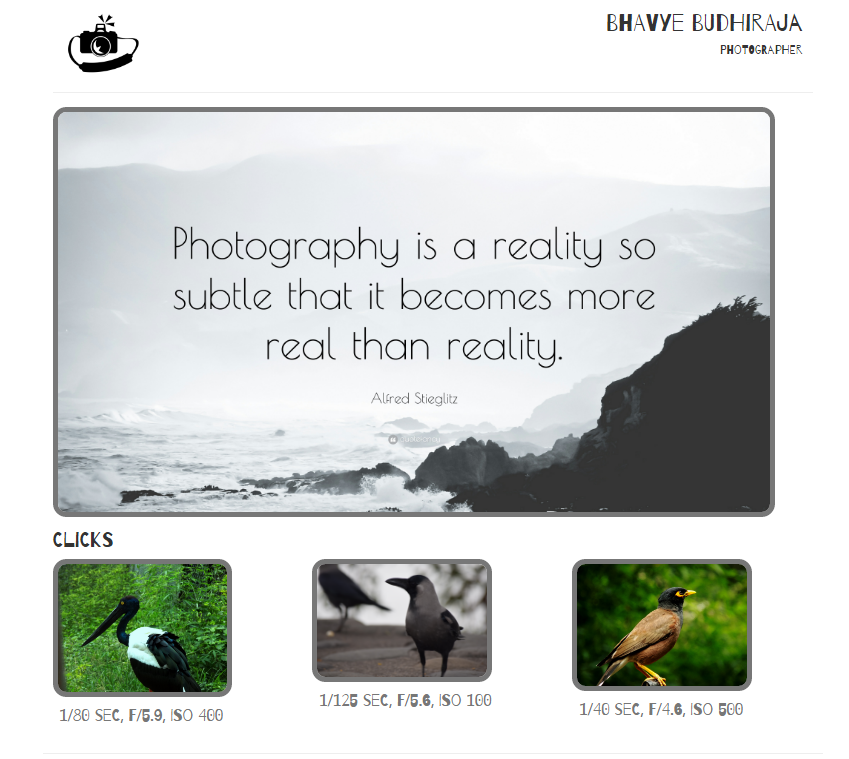 BHAVYE BUDHIRAJA
PHOTOGRAPHER
Photography is a reality so
subtle that it becomes more
real than reality.
Alfred Stieglitz
CLICKS
1/80 SEC, F/5.9, ISO 400
1/125 SEC, F/5.6, ISO 100
1/40 SEC, F/4.6, ISO 500